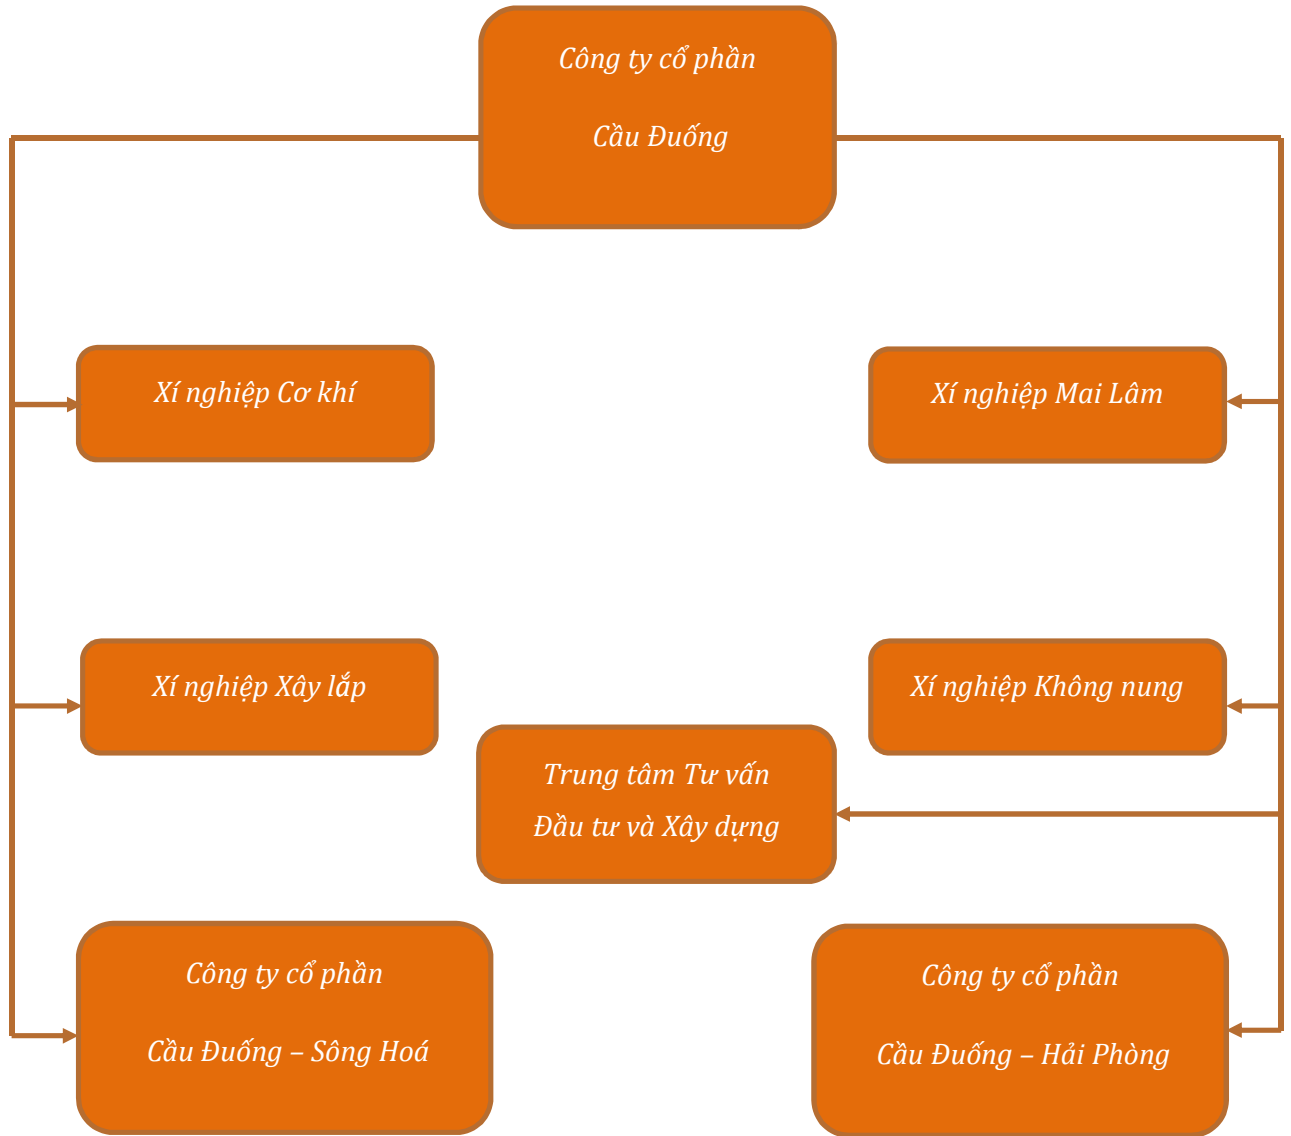 Công ty cổ phần
Cầu Đuống
Xí nghiệp Cơ khí
Xí nghiệp Mai Lâm
Xí nghiệp Xây lắp
Xí nghiệp Không nung
Trung tâm Tư vấn
Đầu tư và Xây dựng
Công ty cổ phần
Cầu Đuống – Sông Hoá
Công ty cổ phần
Cầu Đuống – Hải Phòng